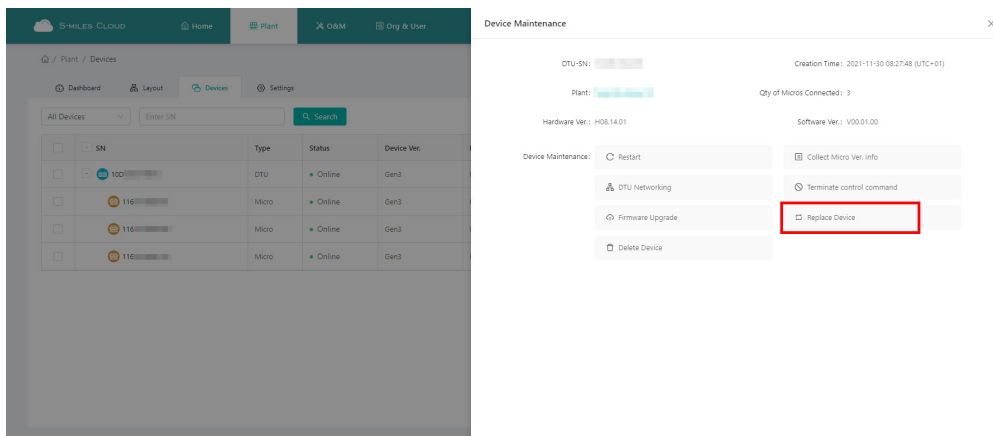 S-MILES CLOUD Home Plant O&M Org & User
/ Plant / Devices
Dashboard Layout Devices Settings
All Devices Enter SN Search
SN Type Status Device Ver.
10D DTU Online Gen3
116 Micro Online Gen3
116 Micro Online Gen3
116 Micro Online Gen3
Device Maintenance
DTU-SN: Creation Time: 2021-11-30 08:27:48 (UTC+01)
Plant: Qty of Micros Connected: 3
Hardware Ver.: H08.14.01 Software Ver.: V00.01.00
Device Maintenance: Restart Collect Micro Ver. info
DTU Networking Terminate control command
Firmware Upgrade Replace Device
Delete Device